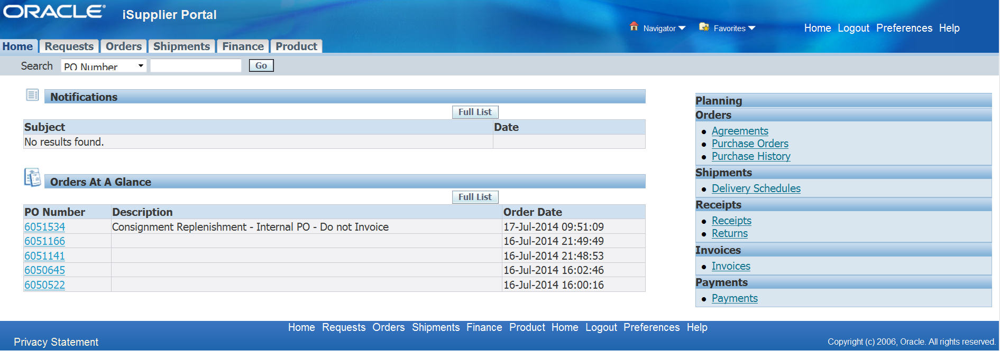 ORACLE® iSupplier Portal
Navigator Favorites Home Logout Preferences Help
Home Requests Orders Shipments Finance Product
Search PO Number Go
Notifications
Full List
Subject Date
No results found.
Orders At A Glance
Full List
PO Number Description Order Date
6051534 Consignment Replenishment - Internal PO - Do not Invoice 17-Jul-2014 09:51:09
6051166 16-Jul-2014 21:49:49
6051141 16-Jul-2014 21:48:53
6050645 16-Jul-2014 16:02:46
6050522 16-Jul-2014 16:00:16
Planning
Orders
Agreements
Purchase Orders
Purchase History
Shipments
Delivery Schedules
Receipts
Receipts
Returns
Invoices
Invoices
Payments
Payments
Home Requests Orders Shipments Finance Product Home Logout Preferences Help
Privacy Statement Copyright (c) 2006, Oracle. All rights reserved.